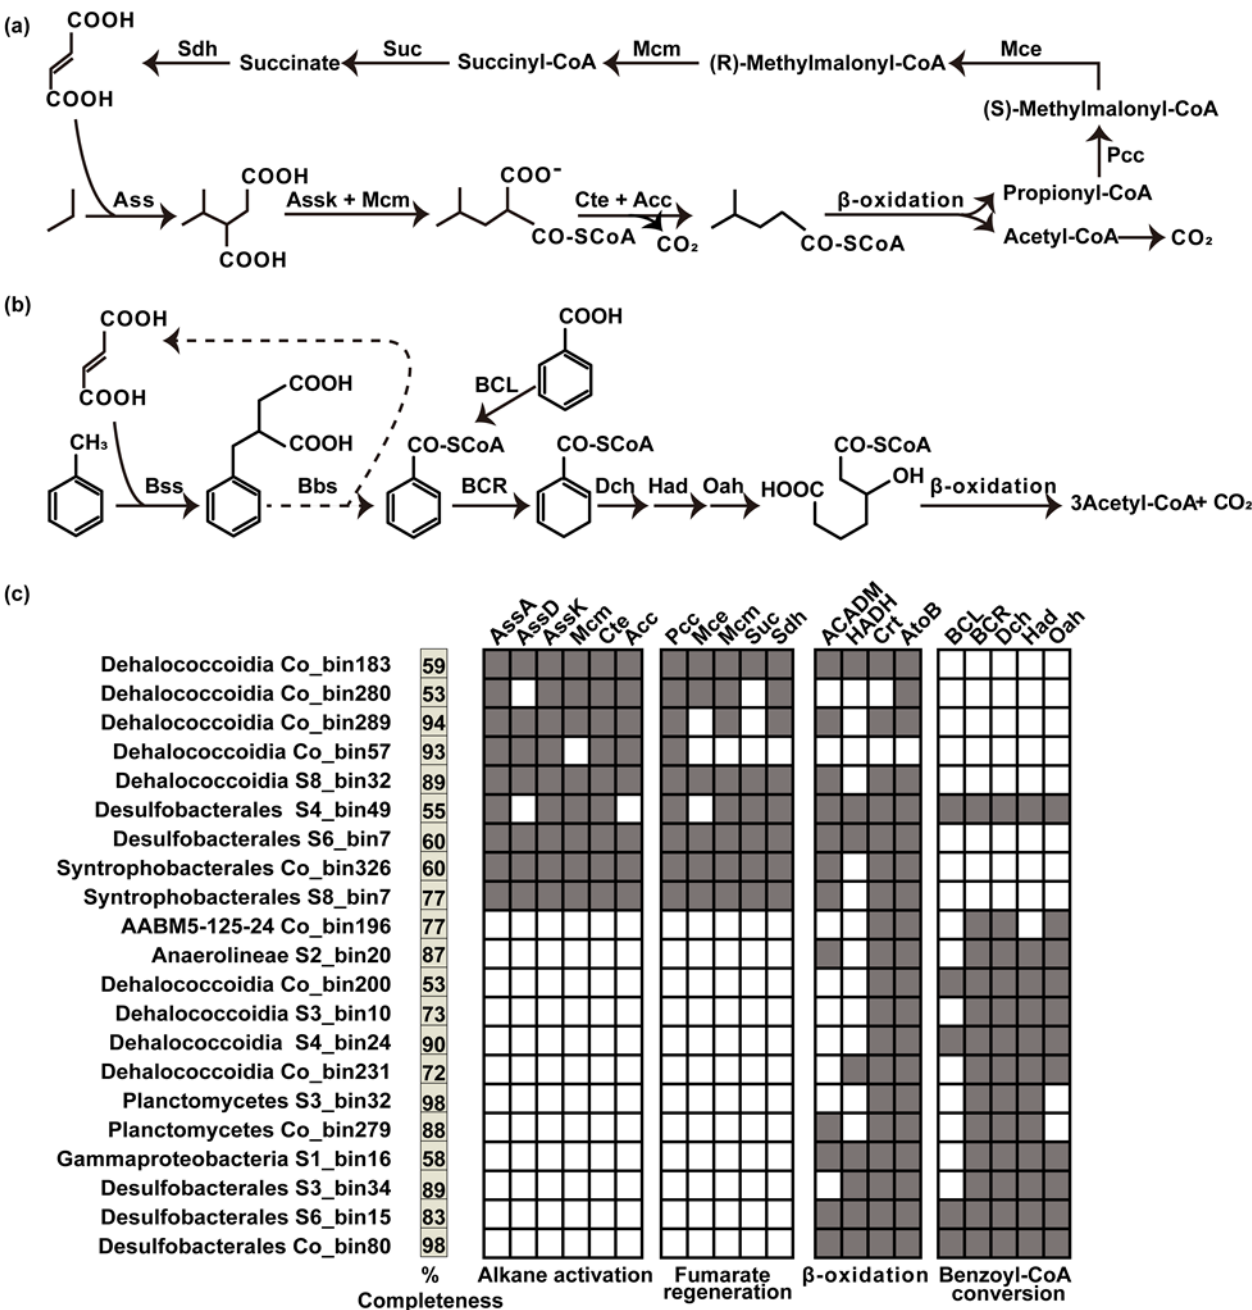 (a)
COOH
COOH
Sdh
Succinate
Suc
Succinyl-CoA
Mcm
(R)-Methylmalonyl-CoA
Mce
(S)-Methylmalonyl-CoA
Pcc
Ass
COOH
COOH
Assk + Mcm
COO⁻
CO-SCoA
Cte + Acc
CO₂
CO-SCoA
β-oxidation
Propionyl-CoA
Acetyl-CoA
CO₂
(b)
COOH
COOH
CH₃
Bss
COOH
COOH
Bbs
COOH
BCL
CO-SCoA
BCR
CO-SCoA
Dch
Had
Oah
CO-SCoA
HOOC
OH
β-oxidation
3Acetyl-CoA+ CO₂
(c)
AssA AssD AssK Mcm Cte Acc Pcc Mce Mcm Suc Sdh ACADM HADH Crt AtoB BCL BCR Dch Had Oah
Dehalococcoidia Co_bin183 59
Dehalococcoidia Co_bin280 53
Dehalococcoidia Co_bin289 94
Dehalococcoidia Co_bin57 93
Dehalococcoidia S8_bin32 89
Desulfobacterales S4_bin49 55
Desulfobacterales S6_bin7 60
Syntrophobacterales Co_bin326 60
Syntrophobacterales S8_bin7 77
AABM5-125-24 Co_bin196 77
Anaerolineae S2_bin20 87
Dehalococcoidia Co_bin200 53
Dehalococcoidia S3_bin10 73
Dehalococcoidia S4_bin24 90
Dehalococcoidia Co_bin231 72
Planctomycetes S3_bin32 98
Planctomycetes Co_bin279 88
Gammaproteobacteria S1_bin16 58
Desulfobacterales S3_bin34 89
Desulfobacterales S6_bin15 83
Desulfobacterales Co_bin80 98
%
Completeness
Alkane activation
Fumarate
regeneration
β-oxidation
Benzoyl-CoA
conversion